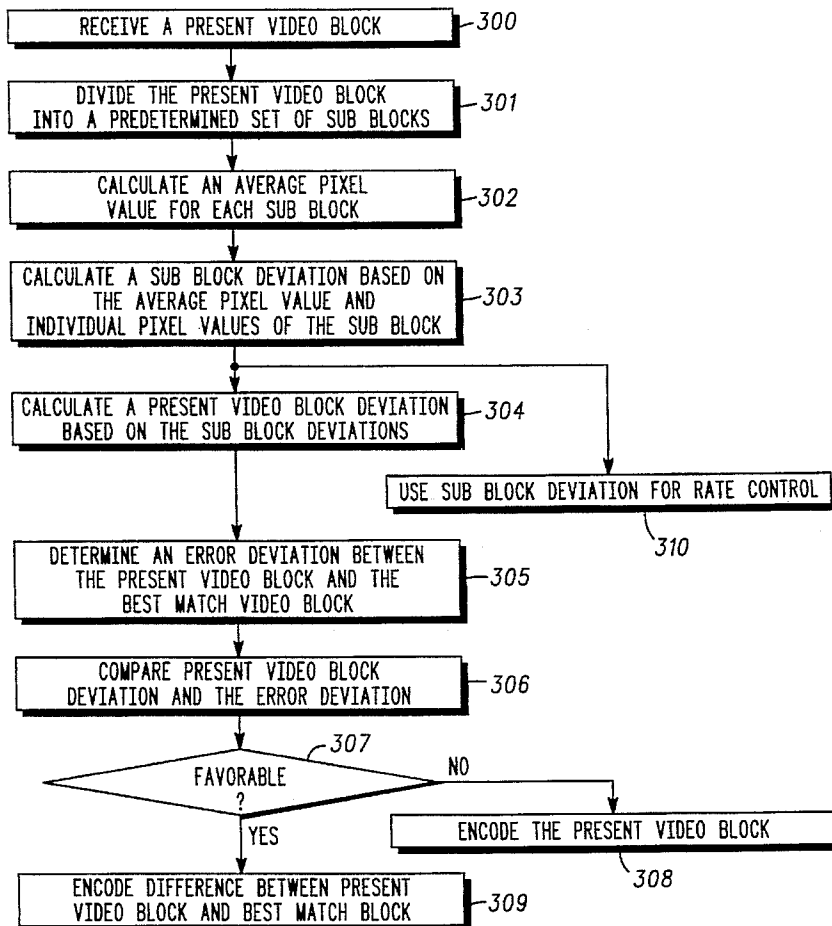 RECEIVE A PRESENT VIDEO BLOCK
300
DIVIDE THE PRESENT VIDEO BLOCK
INTO A PREDETERMINED SET OF SUB BLOCKS
301
CALCULATE AN AVERAGE PIXEL
VALUE FOR EACH SUB BLOCK
302
CALCULATE A SUB BLOCK DEVIATION BASED ON
THE AVERAGE PIXEL VALUE AND
INDIVIDUAL PIXEL VALUES OF THE SUB BLOCK
303
CALCULATE A PRESENT VIDEO BLOCK DEVIATION
BASED ON THE SUB BLOCK DEVIATIONS
304
USE SUB BLOCK DEVIATION FOR RATE CONTROL
310
DETERMINE AN ERROR DEVIATION BETWEEN
THE PRESENT VIDEO BLOCK AND THE
BEST MATCH VIDEO BLOCK
305
COMPARE PRESENT VIDEO BLOCK
DEVIATION AND THE ERROR DEVIATION
306
307
FAVORABLE
?
NO
YES
ENCODE THE PRESENT VIDEO BLOCK
308
ENCODE DIFFERENCE BETWEEN PRESENT
VIDEO BLOCK AND BEST MATCH BLOCK
309